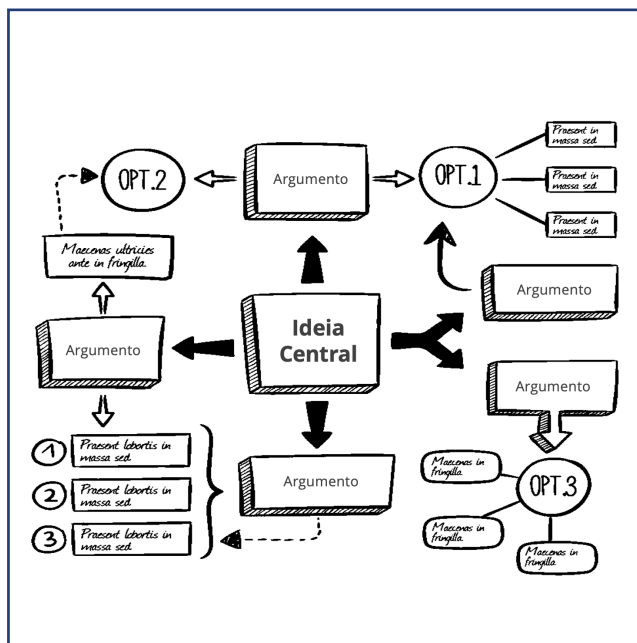 Praesent in
massa sed.
OPT.2
Argumento
OPT.1
Praesent in
massa sed.
Praesent in
massa sed.
Maecenas ultricies
ante in fringilla.
Argumento
Ideia
Central
Argumento
Argumento
1 Praesent lobortis in
massa sed.
2 Praesent lobortis in
massa sed.
3 Praesent lobortis in
massa sed.
Argumento
Maecenas in
fringilla.
OPT.3
Maecenas in
fringilla.
Maecenas in
fringilla.